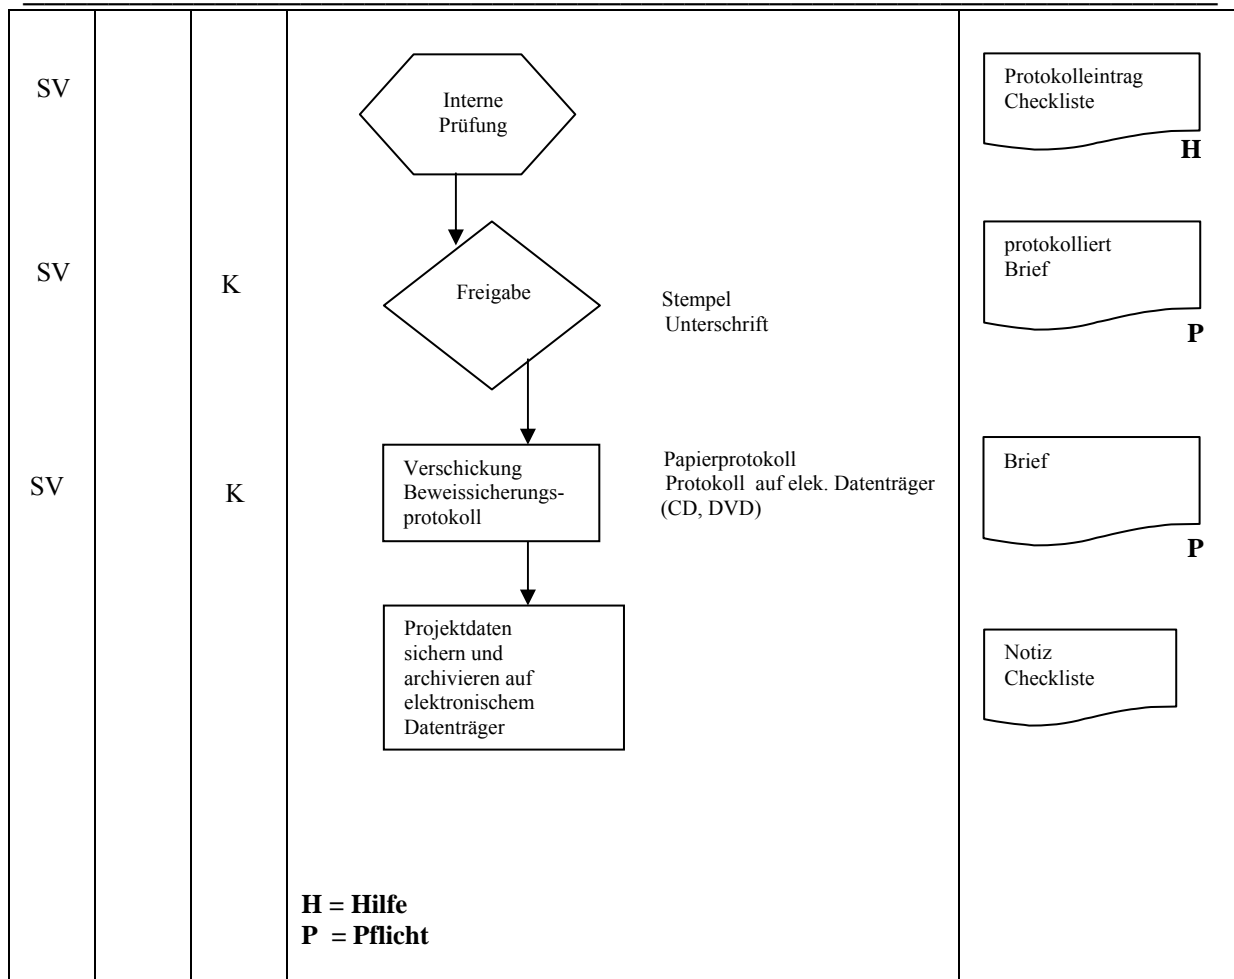 SV
Interne
Prüfung
Protokolleintrag
Checkliste
H
SV
K
Freigabe
Stempel
Unterschrift
protokolliert
Brief
P
SV
K
Verschickung
Beweissicherungs-
protokoll
Papierprotokoll
Protokoll auf elek. Datenträger
(CD, DVD)
Brief
P
Projektdaten
sichern und
archivieren auf
elektronischem
Datenträger
Notiz
Checkliste
H = Hilfe
P = Pflicht